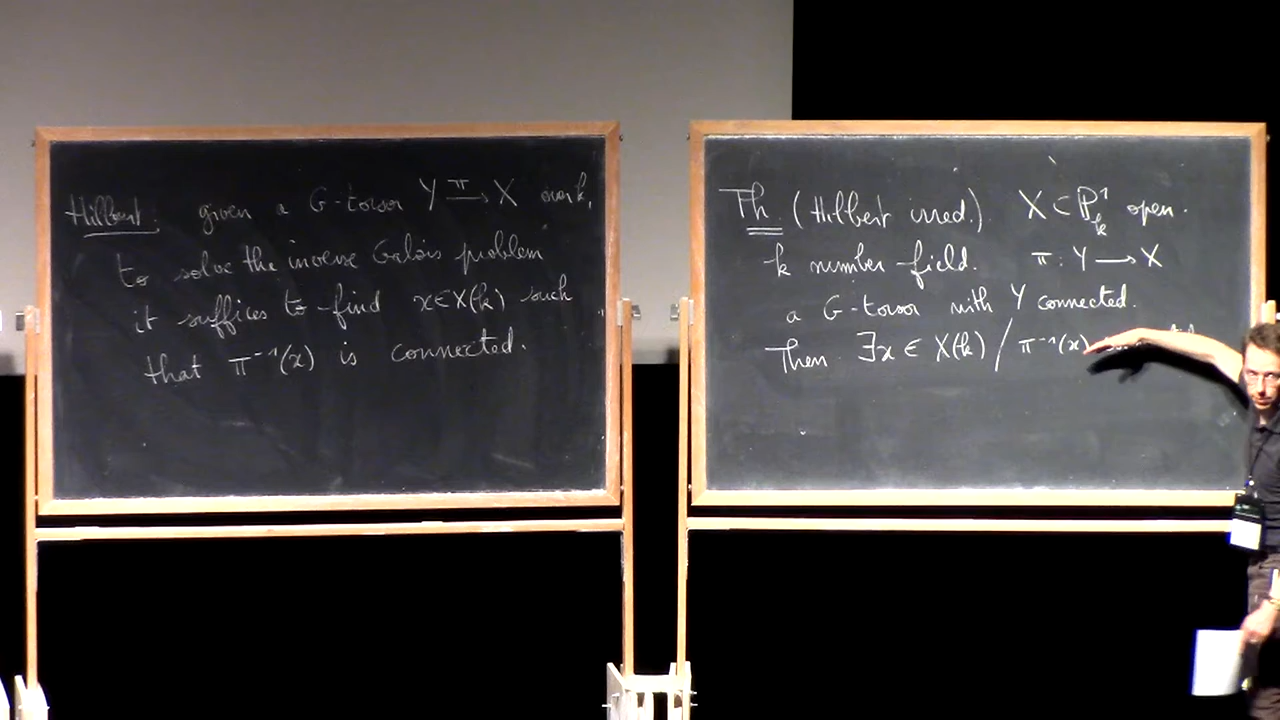 Hilbert: given a G-torsor Y —π→ X over k,
to solve the inverse Galois problem
it suffices to find x∈X(k) such
that π⁻¹(x) is connected.
Th. (Hilbert irred.) X ⊂ ℙ¹ₖ open.
k number field. π: Y ⟶ X
a G-torsor with Y connected.
Then ∃x ∈ X(k) / π⁻¹(x)